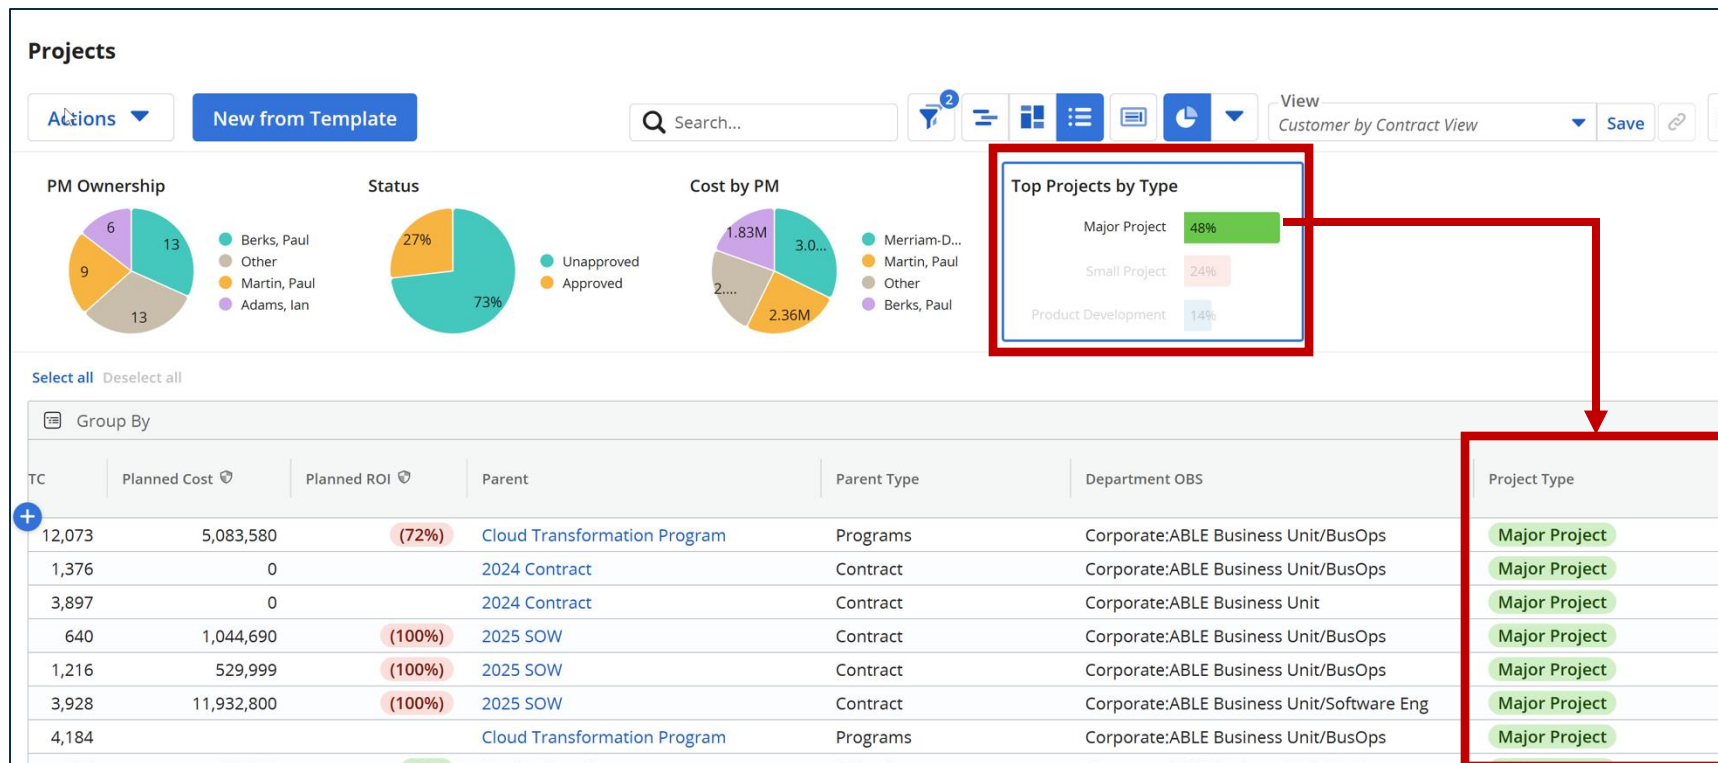 Projects
Actions
New from Template
Search...
2
View
Customer by Contract View
Save
PM Ownership
6
13
9
13
Berks, Paul
Other
Martin, Paul
Adams, Ian
Status
27%
73%
Unapproved
Approved
Cost by PM
1.83M
3.0...
2....
2.36M
Merriam-D...
Martin, Paul
Other
Berks, Paul
Top Projects by Type
Major Project 48%
Small Project 24%
Product Development 14%
Select all Deselect all
Group By
TC Planned Cost Planned ROI Parent Parent Type Department OBS Project Type
12,073 5,083,580 (72%) Cloud Transformation Program Programs Corporate:ABLE Business Unit/BusOps Major Project
1,376 0 2024 Contract Contract Corporate:ABLE Business Unit/BusOps Major Project
3,897 0 2024 Contract Contract Corporate:ABLE Business Unit Major Project
640 1,044,690 (100%) 2025 SOW Contract Corporate:ABLE Business Unit/BusOps Major Project
1,216 529,999 (100%) 2025 SOW Contract Corporate:ABLE Business Unit/BusOps Major Project
3,928 11,932,800 (100%) 2025 SOW Contract Corporate:ABLE Business Unit/Software Eng Major Project
4,184 Cloud Transformation Program Programs Corporate:ABLE Business Unit/BusOps Major Project